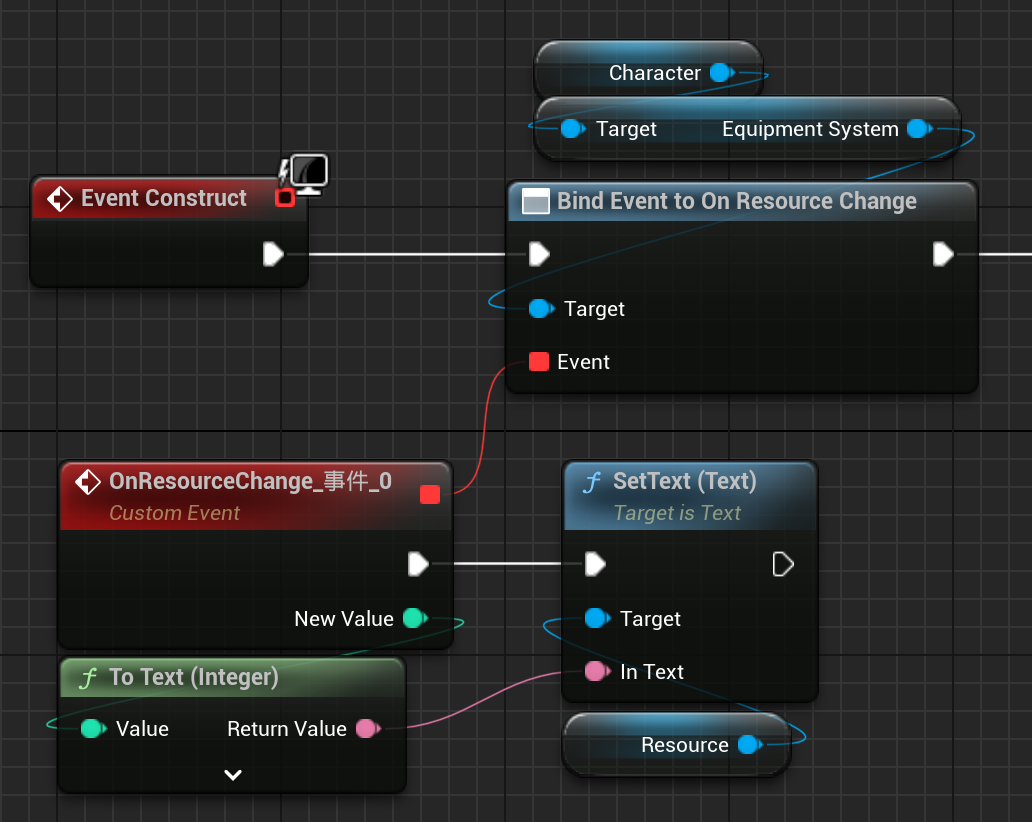 Character
Target Equipment System
Event Construct
Bind Event to On Resource Change
Target
Event
OnResourceChange_事件_0
Custom Event
New Value
SetText (Text)
Target is Text
Target
In Text
To Text (Integer)
Value Return Value
Resource